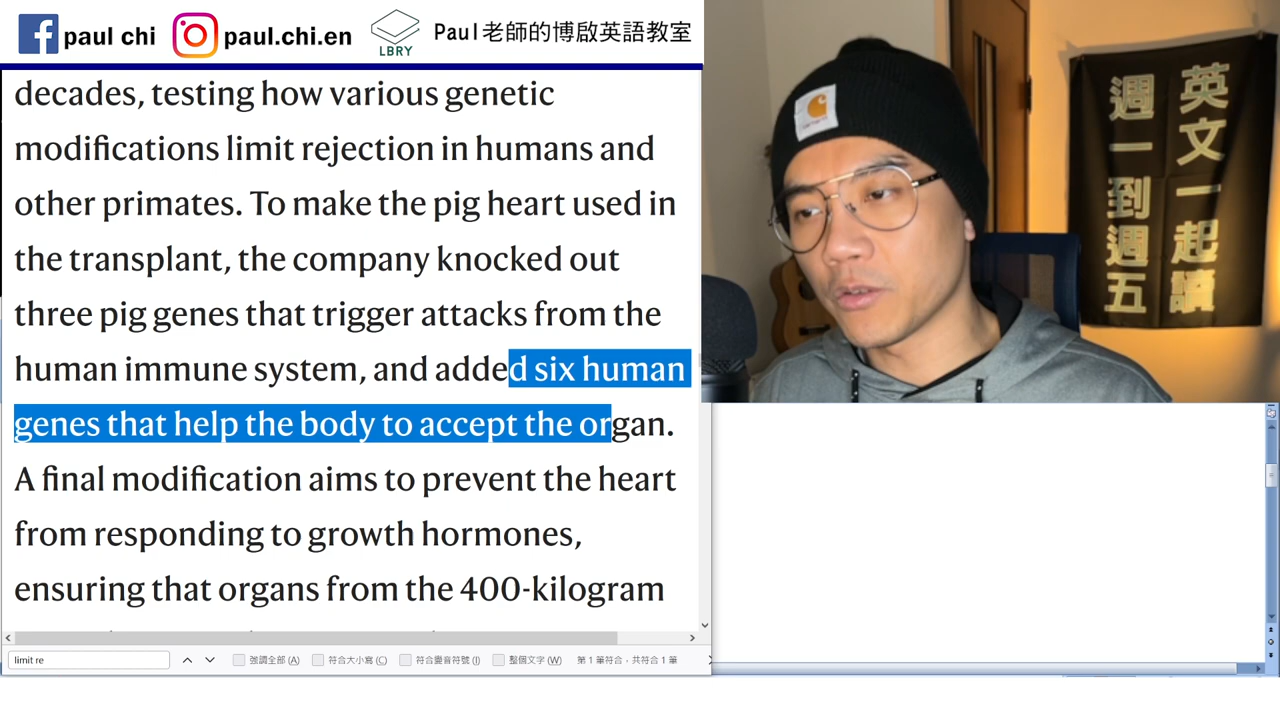 paul chi
paul.chi.en
LBRY
Paul老師的博啟英語教室
decades, testing how various genetic
modifications limit rejection in humans and
other primates. To make the pig heart used in
the transplant, the company knocked out
three pig genes that trigger attacks from the
human immune system, and added six human
genes that help the body to accept the organ.
A final modification aims to prevent the heart
from responding to growth hormones,
ensuring that organs from the 400-kilogram
limit re
強調全部 (A)
符合大小寫 (C)
符合變音符號 (I)
整個文字 (W)
第 1 筆符合，共符合 1 筆
英文一起讀
週一到週五